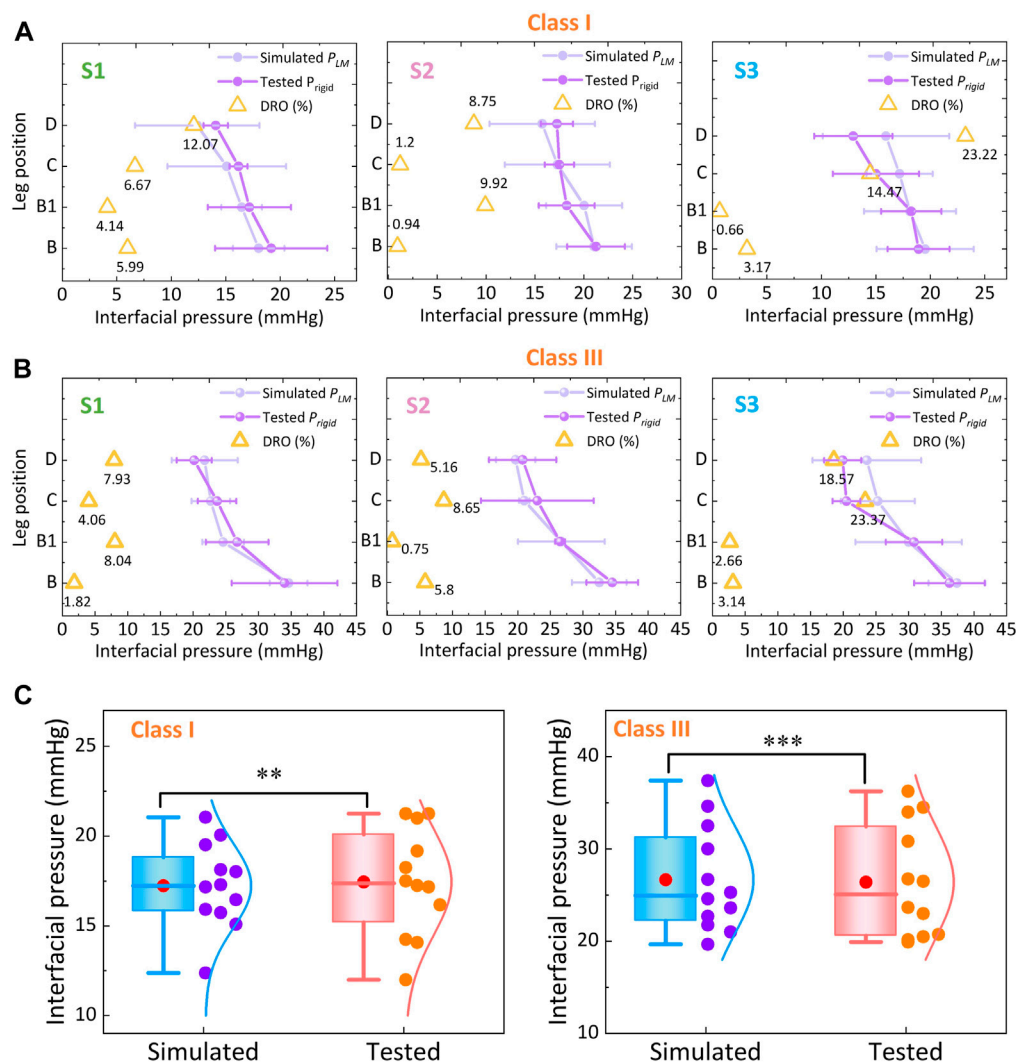 A
Class I
S1
Simulated P_LM
Tested P_rigid
DRO (%)
D
C
B1
B
Leg position
12.07
6.67
4.14
5.99
0 5 10 15 20 25
Interfacial pressure (mmHg)
S2
Simulated P_LM
Tested P_rigid
DRO (%)
D
C
B1
B
8.75
1.2
9.92
0.94
0 5 10 15 20 25 30
Interfacial pressure (mmHg)
S3
Simulated P_LM
Tested P_rigid
DRO (%)
D
C
B1
B
23.22
14.47
0.66
3.17
0 5 10 15 20 25
Interfacial pressure (mmHg)
B
Class III
S1
Simulated P_LM
Tested P_rigid
DRO (%)
D
C
B1
B
Leg position
7.93
4.06
8.04
1.82
0 5 10 15 20 25 30 35 40 45
Interfacial pressure (mmHg)
S2
Simulated P_LM
Tested P_rigid
DRO (%)
D
C
B1
B
5.16
8.65
0.75
5.8
0 5 10 15 20 25 30 35 40 45
Interfacial pressure (mmHg)
S3
Simulated P_LM
Tested P_rigid
DRO (%)
D
C
B1
B
18.57
23.37
2.66
3.14
0 5 10 15 20 25 30 35 40 45
Interfacial pressure (mmHg)
C
Class I
**
Interfacial pressure (mmHg)
25
20
15
10
Simulated Tested
Class III
***
Interfacial pressure (mmHg)
40
30
20
10
Simulated Tested